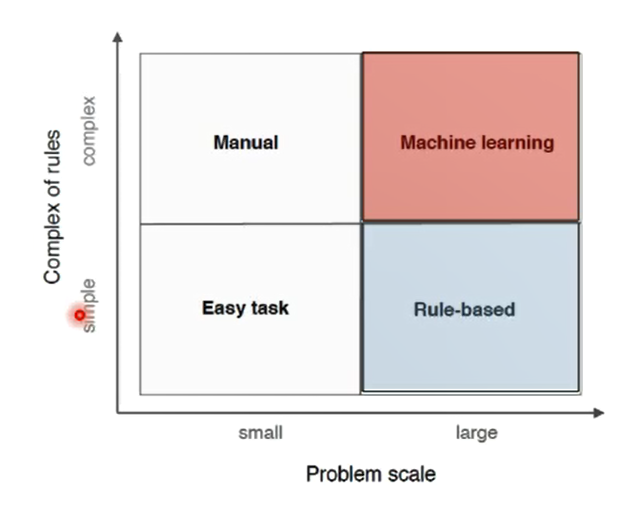 Complex of rules
complex
simple
Manual
Machine learning
Easy task
Rule-based
small
large
Problem scale